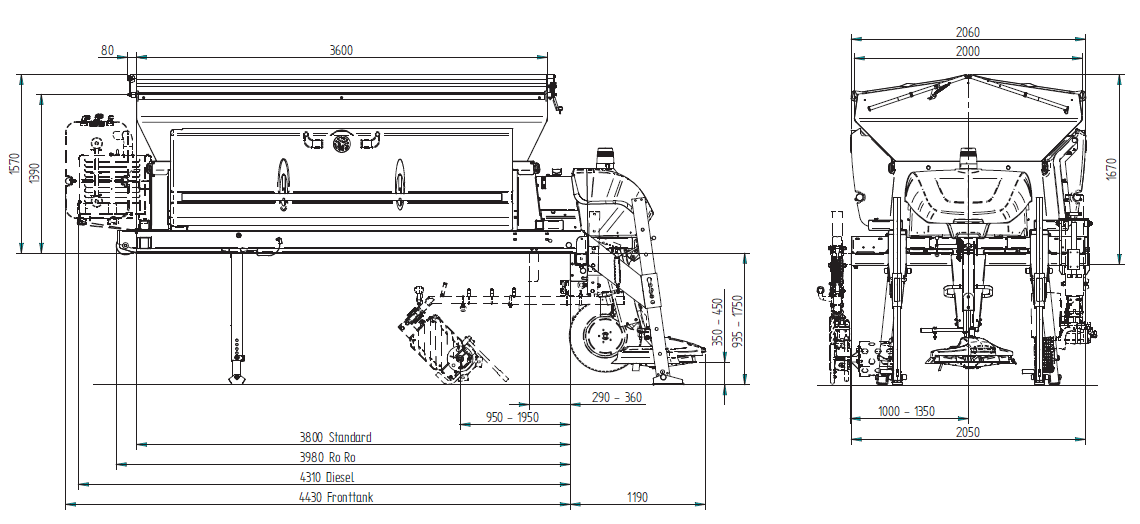 80
3600
2060
2000
1570
1390
1670
350 - 450
935 - 1750
290 - 360
950 - 1950
1000 - 1350
3800 Standard
2050
3980 Ro Ro
4310 Diesel
4430 Fronttank
1190